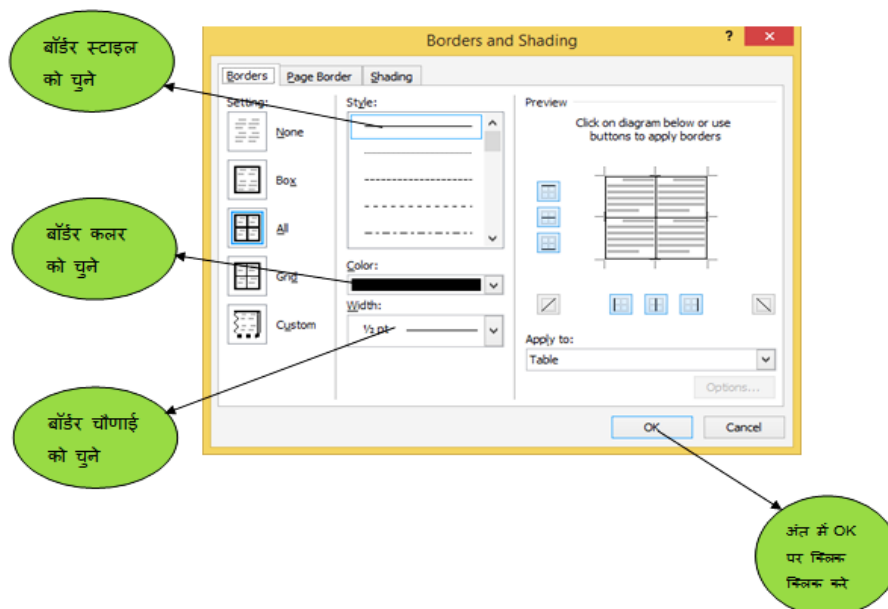 बॉर्डर स्टाइल
को चुने
Borders and Shading
?
Borders Page Border Shading
Setting:
None
Box
All
Grid
Custom
Style:
Color:
Width:
½ pt
Preview
Click on diagram below or use
buttons to apply borders
Apply to:
Table
Options...
OK Cancel
बॉर्डर कलर
को चुने
बॉर्डर चौणाई
को चुने
अंत में OK
पर क्लिक
क्लिक करे